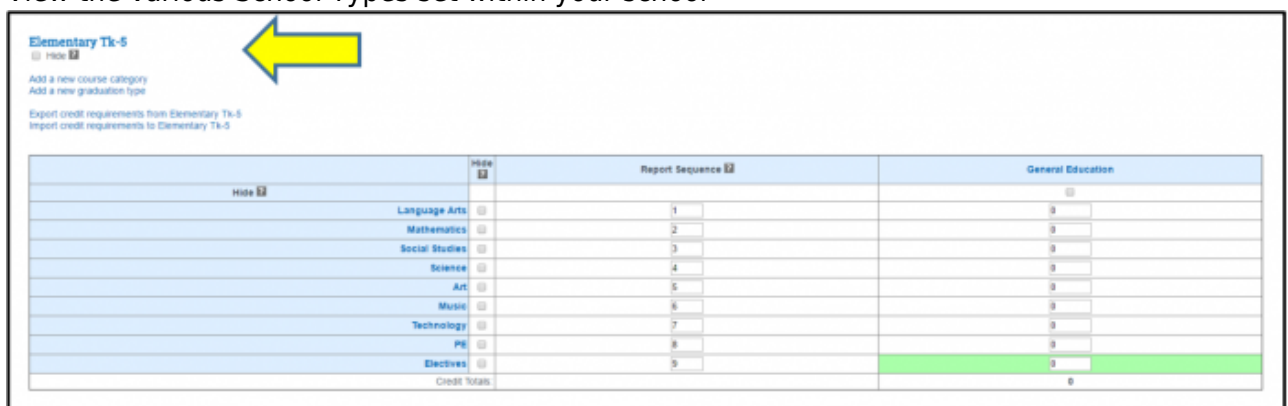 View the various School Types set within your School
Elementary Tk-5
Hide ?
Add a new course category
Add a new graduation type
Export credit requirements from Elementary Tk-5
Import credit requirements to Elementary Tk-5
Hide ? Report Sequence ? General Education
Hide ?
Language Arts 1 0
Mathematics 2 0
Social Studies 3 0
Science 4 0
Art 5 0
Music 6 0
Technology 7 0
PE 8 0
Electives 9 0
Credit Totals 0